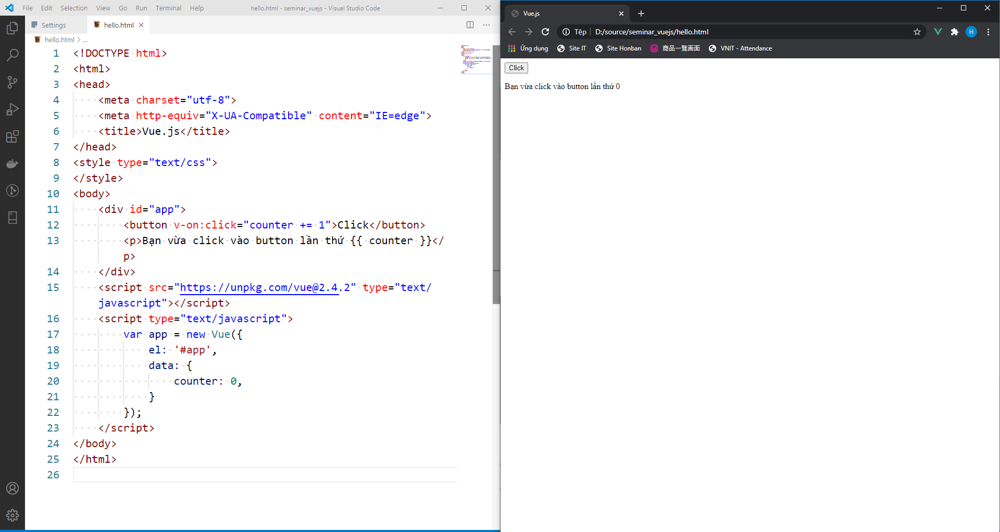 File Edit Selection View Go Run Terminal Help hello.html - seminar_vuejs - Visual Studio Code
Settings hello.html
hello.html > ...
1 <!DOCTYPE html>
2 <html>
3 <head>
4 <meta charset="utf-8">
5 <meta http-equiv="X-UA-Compatible" content="IE=edge">
6 <title>Vue.js</title>
7 </head>
8 <style type="text/css">
9 </style>
10 <body>
11 <div id="app">
12 <button v-on:click="counter += 1">Click</button>
13 <p>Bạn vừa click vào button lần thứ {{ counter }}</
p>
14 </div>
15 <script src="https://unpkg.com/vue@2.4.2" type="text/
javascript"></script>
16 <script type="text/javascript">
17 var app = new Vue({
18 el: '#app',
19 data: {
20 counter: 0,
21 }
22 });
23 </script>
24 </body>
25 </html>
26
Vue.js
Tệp D:/source/seminar_vuejs/hello.html H
Ứng dụng Site IT Site Honban 商品一覧画面 VNIT - Attendance
Click
Bạn vừa click vào button lần thứ 0